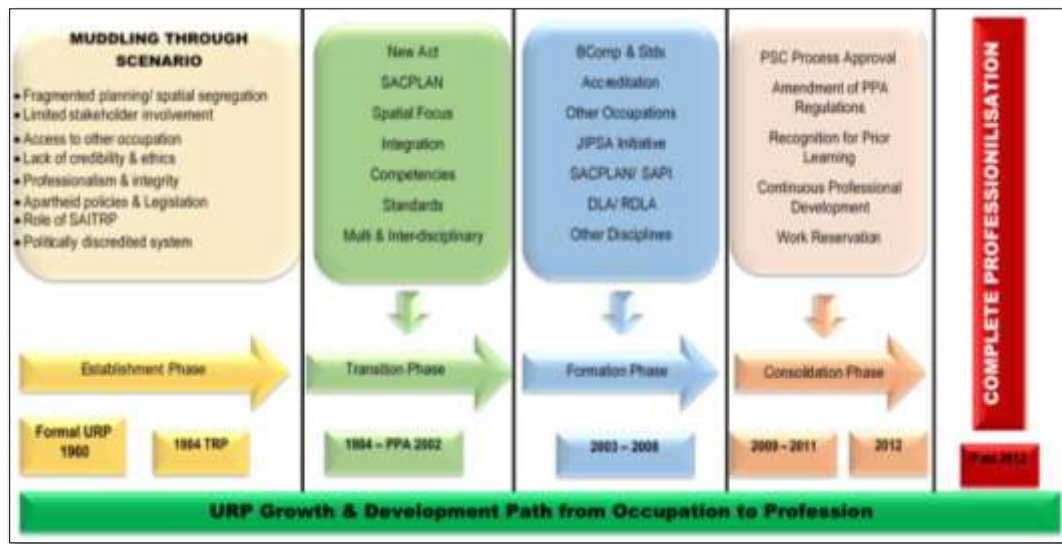 MUDDLING THROUGH
SCENARIO
• Fragmented planning/ spatial segregation
• Limited stakeholder involvement
• Access to other occupation
• Lack of credibility & ethics
• Professionalism & integrity
• Apartheid policies & Legislation
• Role of SAITRP
• Politically discredited system
New Act
SACPLAN
Spatial Focus
Integration
Competencies
Standards
Multi & Inter-disciplinary
BComp & Stds
Accreditation
Other Occupations
JIPSA Initiative
SACPLAN/ SAPI
DLA/ RDLA
Other Disciplines
PSC Process Approval
Amendment of PPA
Regulations
Recognition for Prior
Learning
Continuous Professional
Development
Work Reservation
COMPLETE PROFESSIONILISATION
Establishment Phase
Transition Phase
Formation Phase
Consolidation Phase
Formal URP
1960
1984 TRP
1984 – PPA 2002
2003 – 2008
2009 – 2011
2012
Post 2012
URP Growth & Development Path from Occupation to Profession